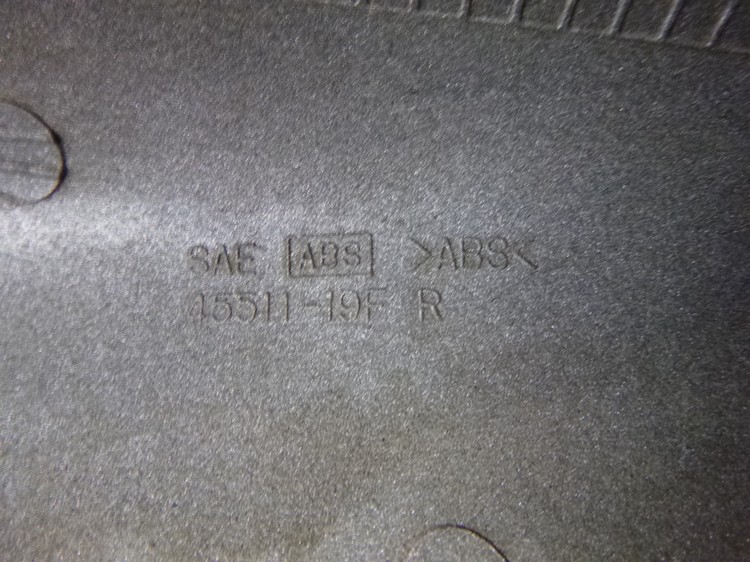 SAE ABS >ABS<
45511-19F R